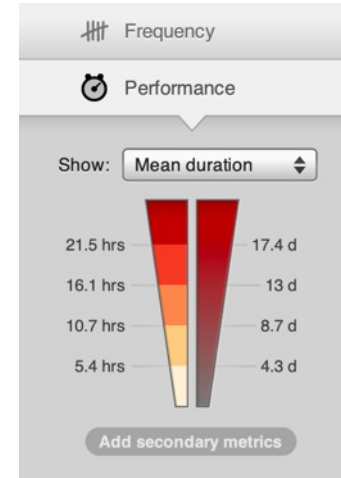 Frequency
Performance
Show: Mean duration
21.5 hrs 17.4 d
16.1 hrs 13 d
10.7 hrs 8.7 d
5.4 hrs 4.3 d
Add secondary metrics